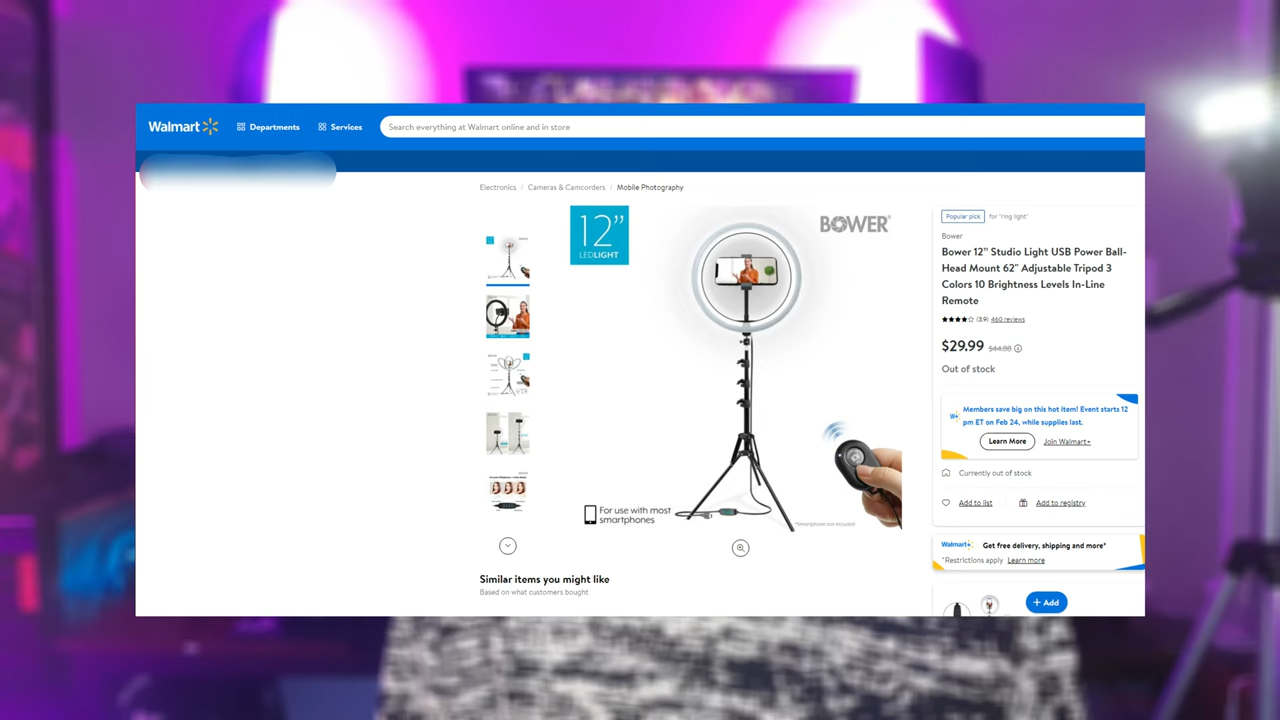 Walmart
Departments
Services
Search everything at Walmart online and in store
Electronics / Cameras & Camcorders / Mobile Photography
12”
LEDLIGHT
BOWER
For use with most
smartphones
*Smartphone not included
Popular pick for "ring light"
Bower
Bower 12” Studio Light USB Power Ball-
Head Mount 62” Adjustable Tripod 3
Colors 10 Brightness Levels In-Line
Remote
(3.9) 460 reviews
$29.99 $44.88
Out of stock
W+
Members save big on this hot item! Event starts 12
pm ET on Feb 24, while supplies last.
Learn More Join Walmart+
Currently out of stock
Add to list Add to registry
Walmart+ Get free delivery, shipping and more*
*Restrictions apply Learn more
+ Add
Similar items you might like
Based on what customers bought